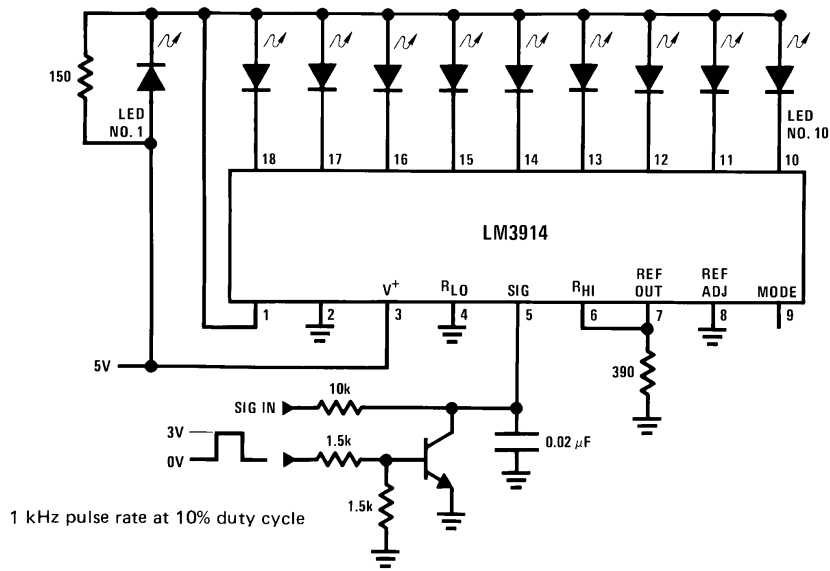 150
LED
NO. 1
LED
NO. 10
18 17 16 15 14 13 12 11 10
LM3914
V+ RLO SIG RHI REF OUT REF ADJ MODE
1 2 3 4 5 6 7 8 9
5V
390
10k
SIG IN
3V
0V
1.5k
0.02 μF
1.5k
1 kHz pulse rate at 10% duty cycle